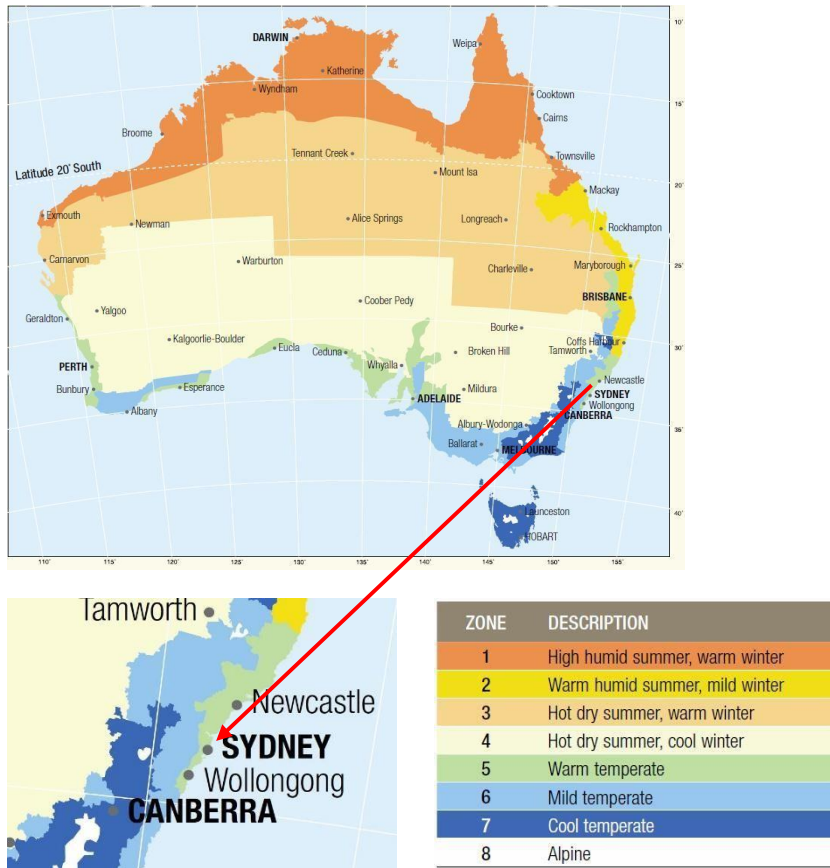 DARWIN
Weipa
10'
Katherine
Wyndham
Cooktown
Cairns
Broome
15'
Tennant Creek
Townsville
Latitude 20' South
Mount Isa
20'
Mackay
Exmouth
Newman
Alice Springs
Longreach
Rockhampton
Carnarvon
Warburton
Charleville
Maryborough
25'
Coober Pedy
BRISBANE
Yalgoo
Geraldton
Bourke
Kalgoorlie-Boulder
Eucla
Ceduna
Coffs Harbour
Tamworth
30'
PERTH
Whyalla
Broken Hill
Bunbury
Esperance
Mildura
Newcastle
ADELAIDE
SYDNEY
Wollongong
Albany
Albury-Wodonga
CANBERRA
35'
Ballarat
MELBOURNE
Launceston
40'
HOBART
110'
115'
120'
125'
130'
135'
140'
145'
150'
155'
Tamworth
Newcastle
SYDNEY
Wollongong
CANBERRA
ZONE DESCRIPTION
1 High humid summer, warm winter
2 Warm humid summer, mild winter
3 Hot dry summer, warm winter
4 Hot dry summer, cool winter
5 Warm temperate
6 Mild temperate
7 Cool temperate
8 Alpine